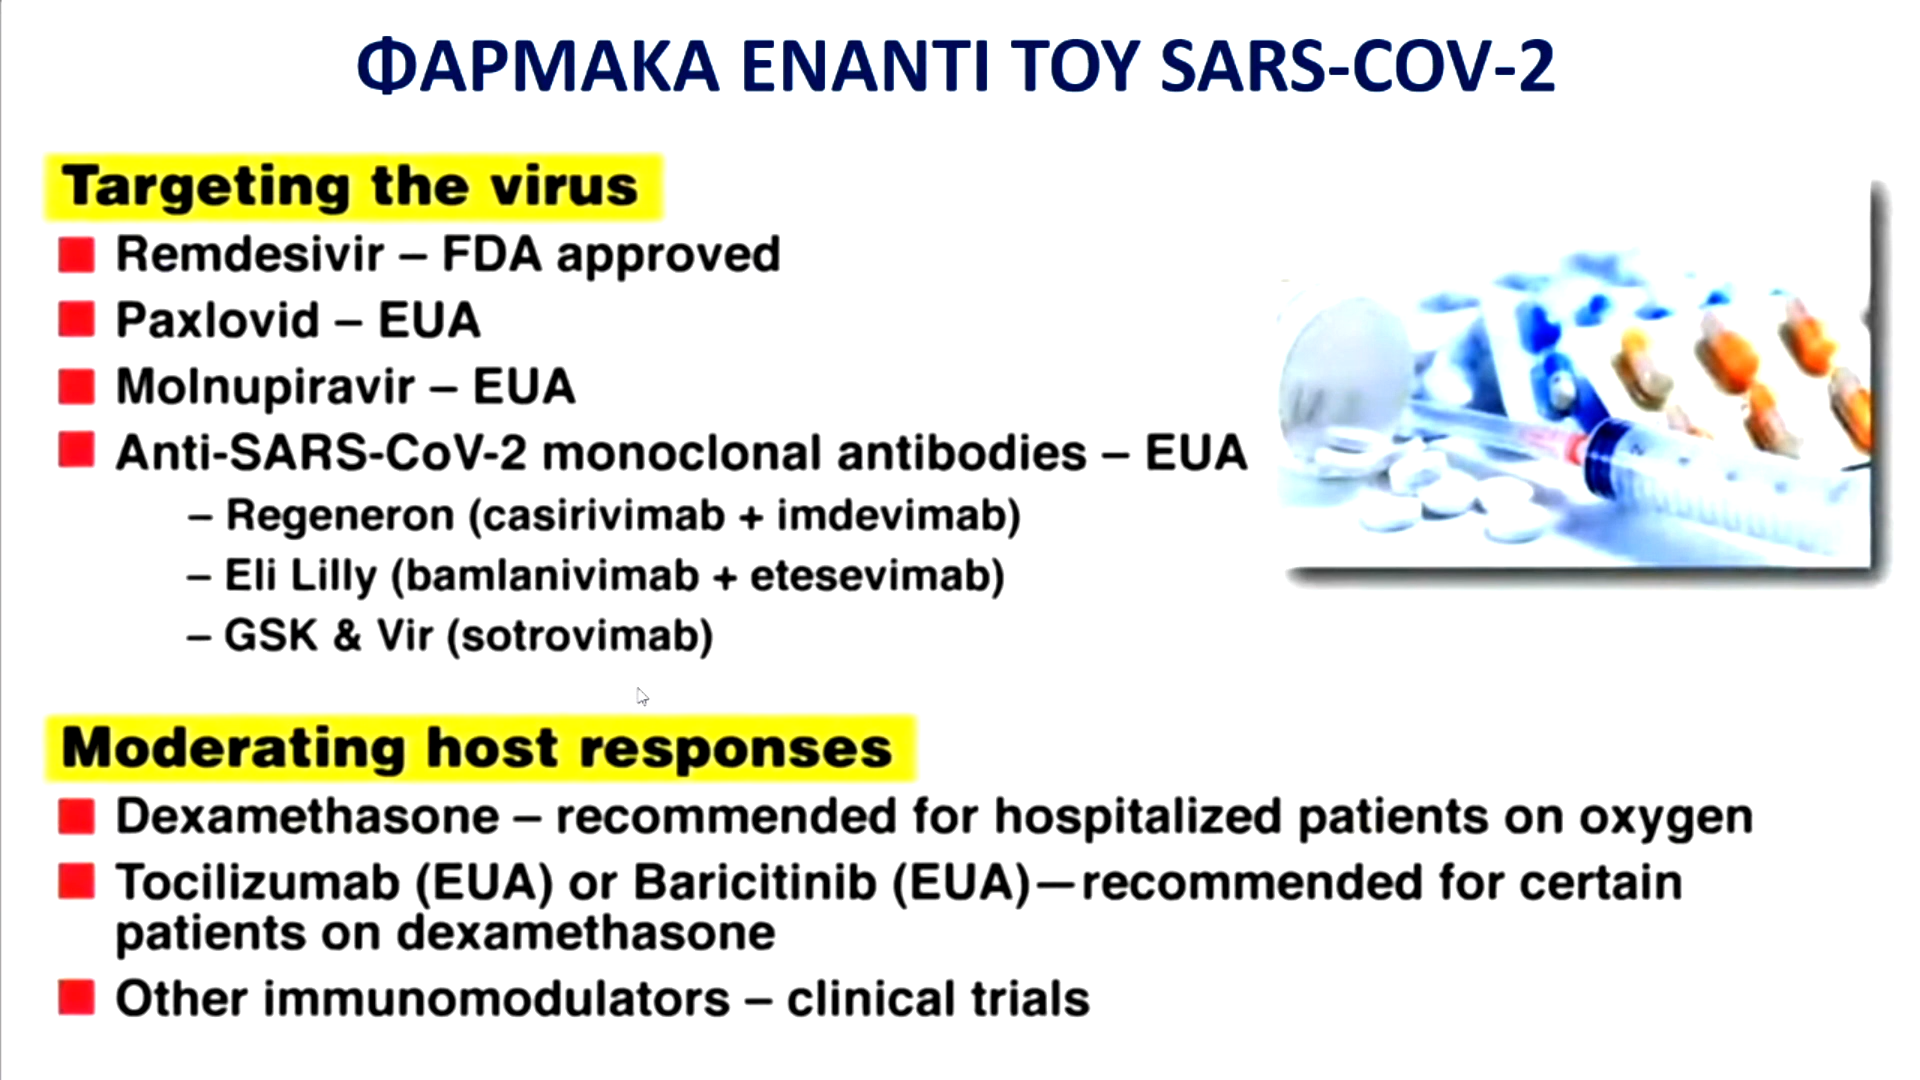 ΦΑΡΜΑΚΑ ΕΝΑΝΤΙ ΤΟΥ SARS-COV-2
Targeting the virus
Remdesivir – FDA approved
Paxlovid – EUA
Molnupiravir – EUA
Anti-SARS-CoV-2 monoclonal antibodies – EUA
– Regeneron (casirivimab + imdevimab)
– Eli Lilly (bamlanivimab + etesevimab)
– GSK & Vir (sotrovimab)
Moderating host responses
Dexamethasone – recommended for hospitalized patients on oxygen
Tocilizumab (EUA) or Baricitinib (EUA)—recommended for certain
patients on dexamethasone
Other immunomodulators – clinical trials